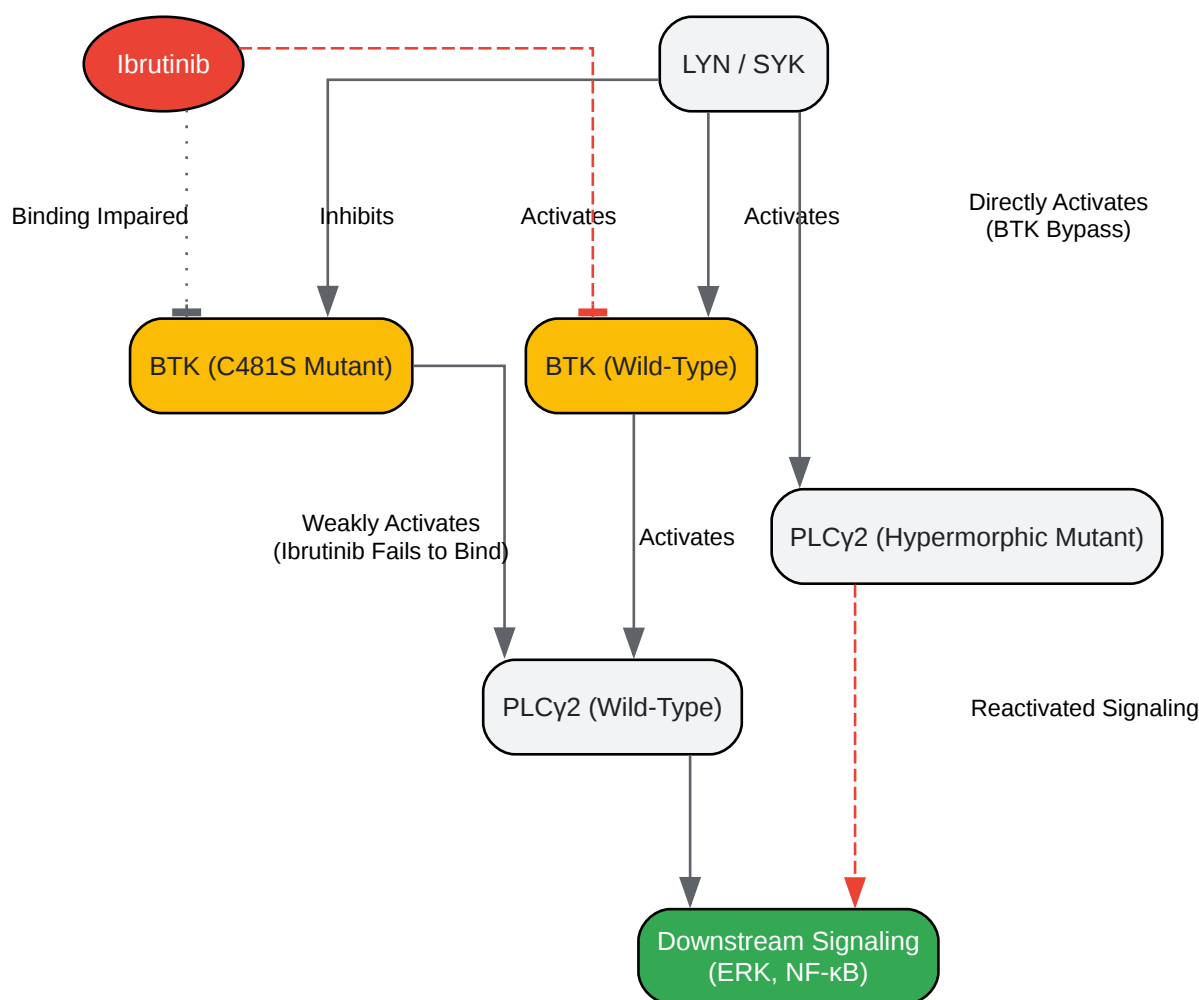 Ibrutinib
LYN / SYK
Binding Impaired
Inhibits
Activates
Activates
Directly Activates
(BTK Bypass)
BTK (C481S Mutant)
BTK (Wild-Type)
Weakly Activates
(Ibrutinib Fails to Bind)
Activates
PLCγ2 (Hypermorphic Mutant)
PLCγ2 (Wild-Type)
Reactivated Signaling
Downstream Signaling
(ERK, NF-κB)